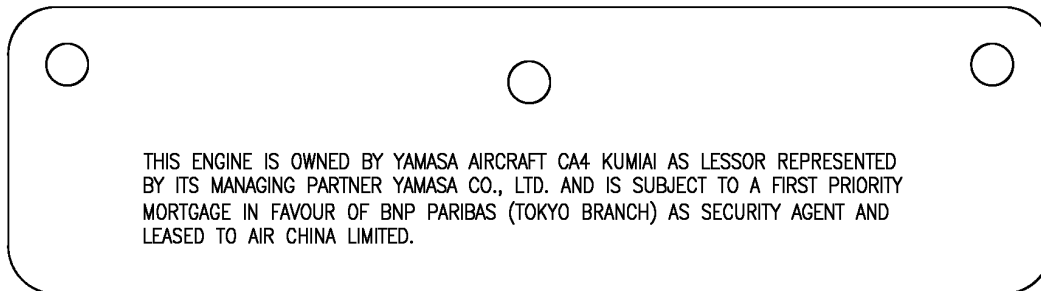 THIS ENGINE IS OWNED BY YAMASA AIRCRAFT CA4 KUMIAI AS LESSOR REPRESENTED
BY ITS MANAGING PARTNER YAMASA CO., LTD. AND IS SUBJECT TO A FIRST PRIORITY
MORTGAGE IN FAVOUR OF BNP PARIBAS (TOKYO BRANCH) AS SECURITY AGENT AND
LEASED TO AIR CHINA LIMITED.